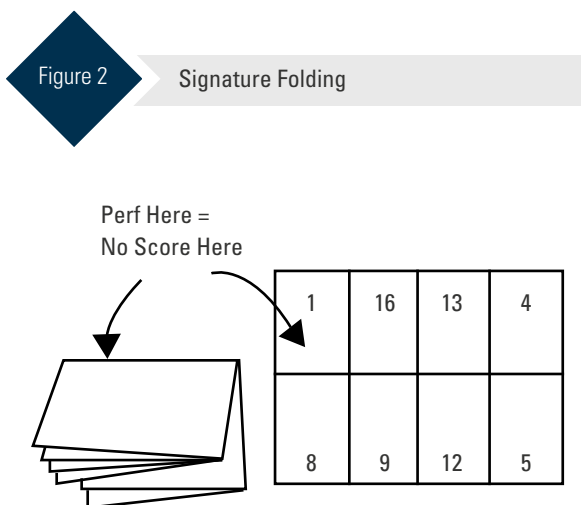 Figure 2
Signature Folding
Perf Here =
No Score Here
1 16 13 4
8 9 12 5